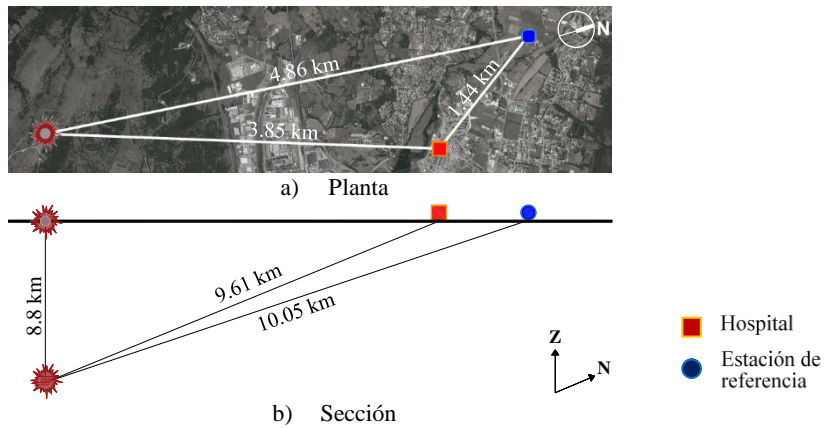 N
4.86 km
1.44 km
3.85 km
a) Planta
9.61 km
8.8 km
10.05 km
Z
N
Hospital
Estación de
referencia
b) Sección